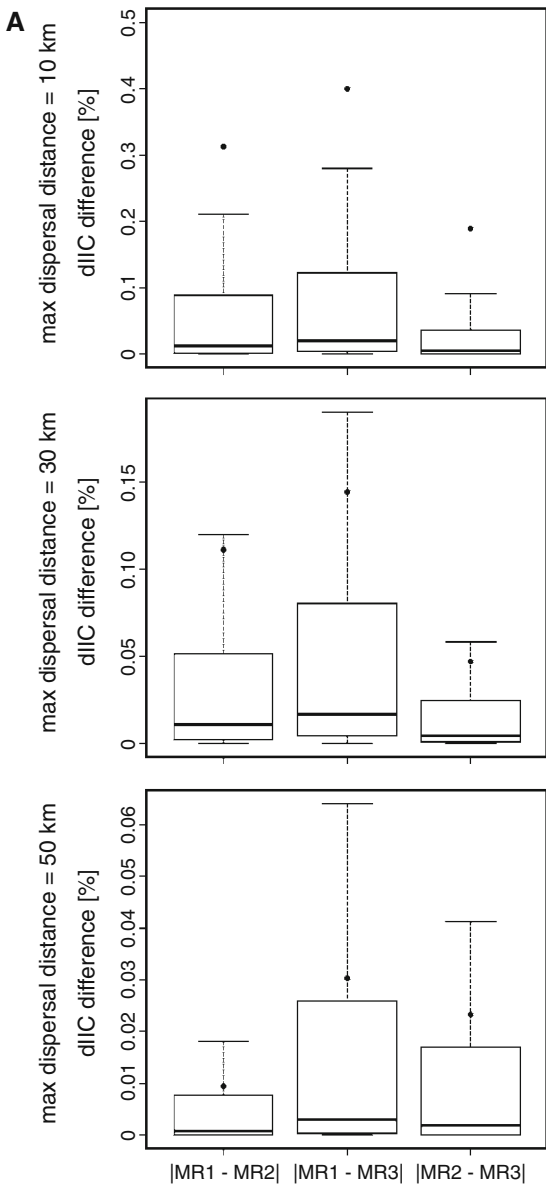 A
max dispersal distance = 10 km
dIIC difference [%]
0.5
0.4
0.3
0.2
0.1
0
max dispersal distance = 30 km
dIIC difference [%]
0.15
0.10
0.05
0
max dispersal distance = 50 km
dIIC difference [%]
0.06
0.05
0.04
0.03
0.02
0.01
0
|MR1 - MR2| |MR1 - MR3| |MR2 - MR3|